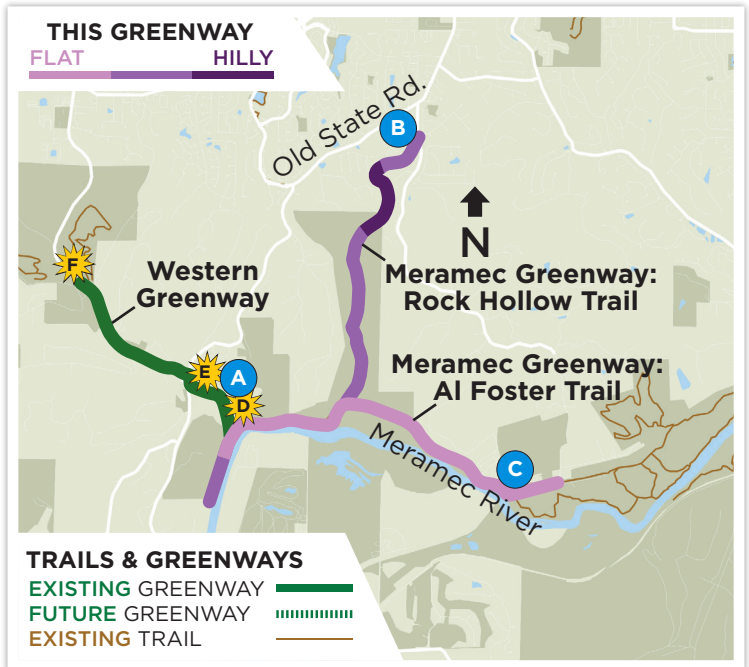 THIS GREENWAY
FLAT HILLY
Old State Rd.
B
N
F
Western
Greenway
Meramec Greenway:
Rock Hollow Trail
E
A
D
Meramec Greenway:
Al Foster Trail
Meramec River
C
TRAILS & GREENWAYS
EXISTING GREENWAY
FUTURE GREENWAY
EXISTING TRAIL